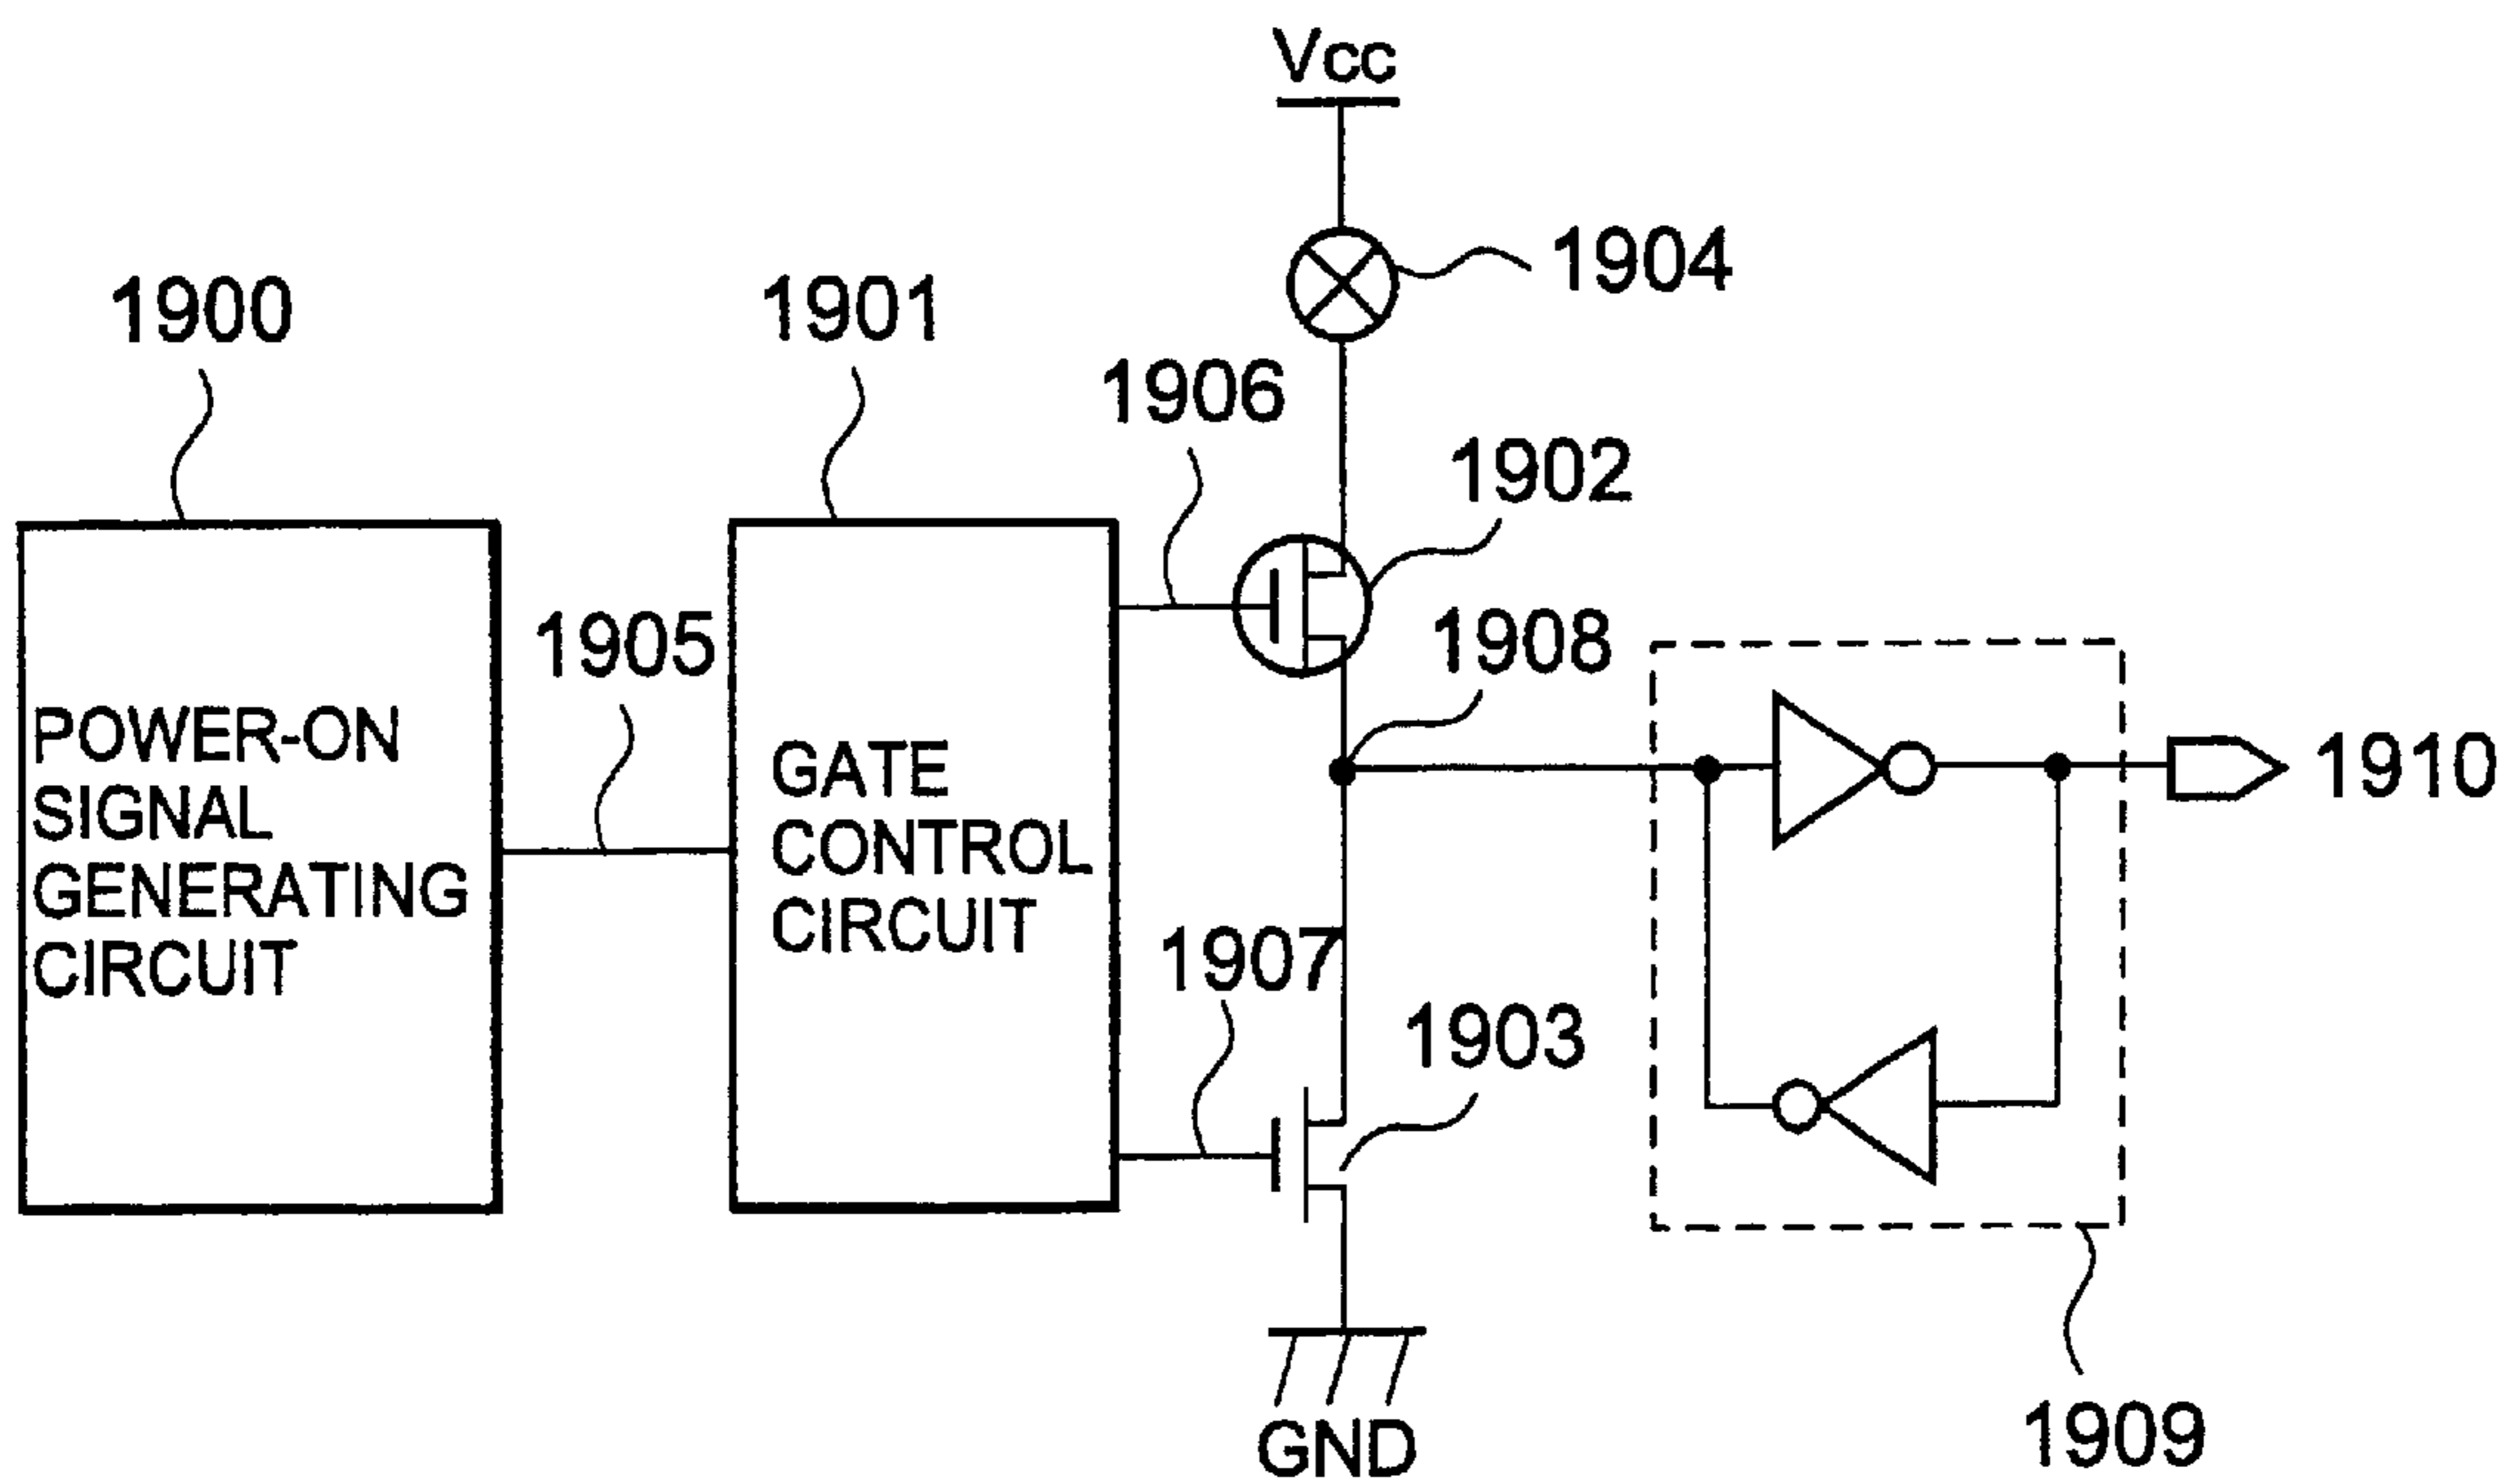 Vcc
1904
1900
1901
1906
1902
1905
1908
POWER-ON
SIGNAL
GENERATING
CIRCUIT
GATE
CONTROL
CIRCUIT
1910
1907
1903
GND
1909